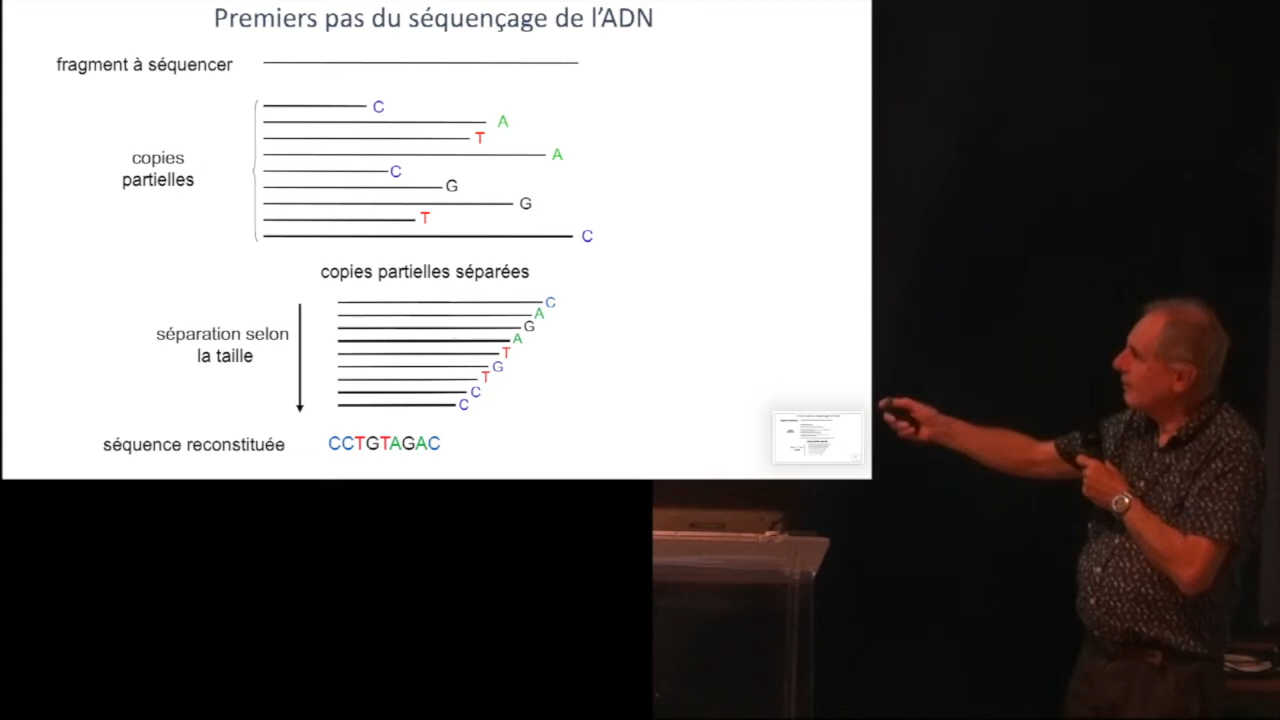 Premiers pas du séquençage de l'ADN
fragment à séquencer
C
A
T
A
copies
partielles
C
G
G
T
C
copies partielles séparées
C
A
G
séparation selon
la taille
A
T
G
T
C
C
séquence reconstituée CCTGTAGAC